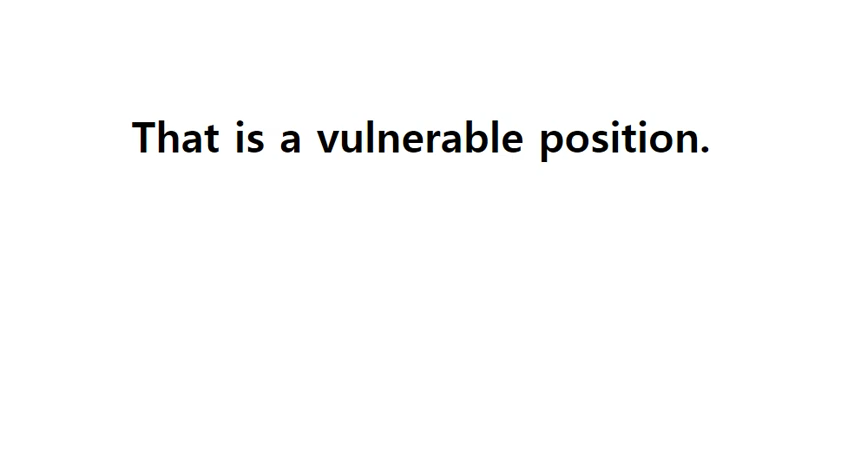 That is a vulnerable position.